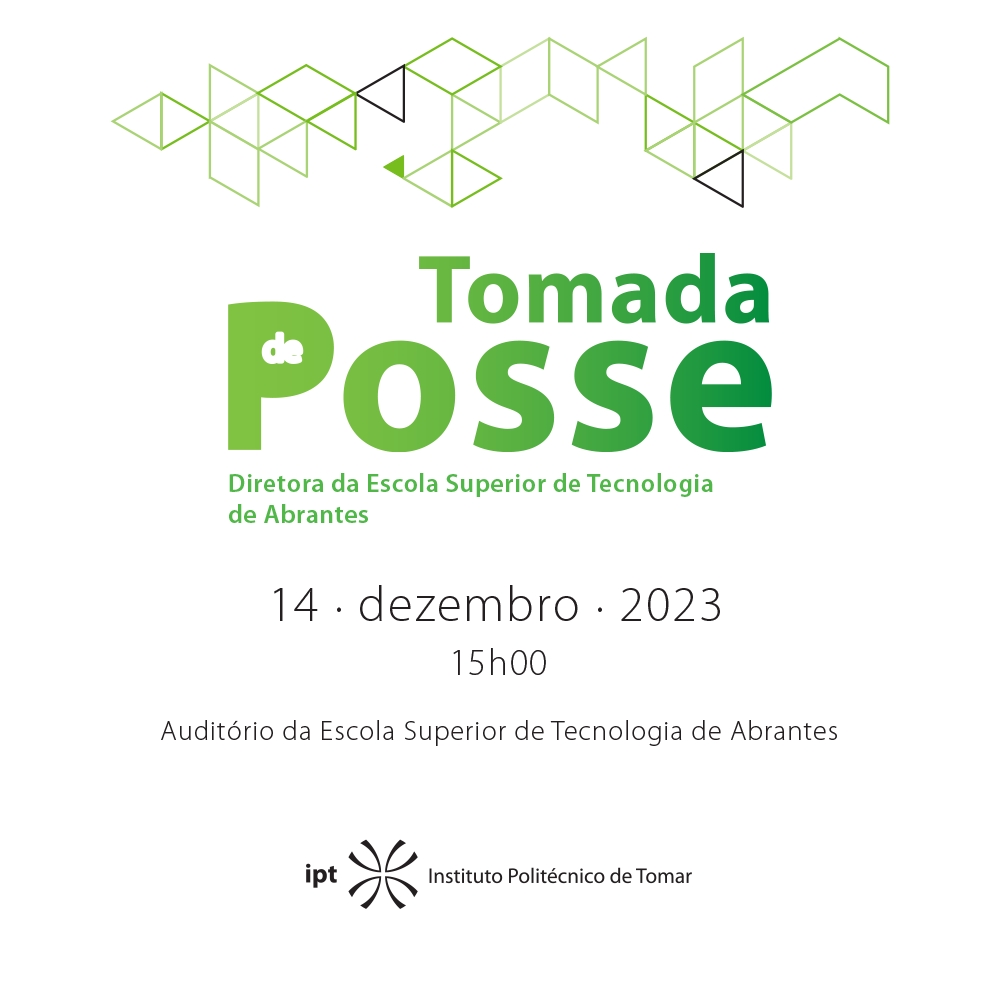 Tomada
de
Posse
Diretora da Escola Superior de Tecnologia
de Abrantes
14 · dezembro · 2023
15h00
Auditório da Escola Superior de Tecnologia de Abrantes
ipt Instituto Politécnico de Tomar